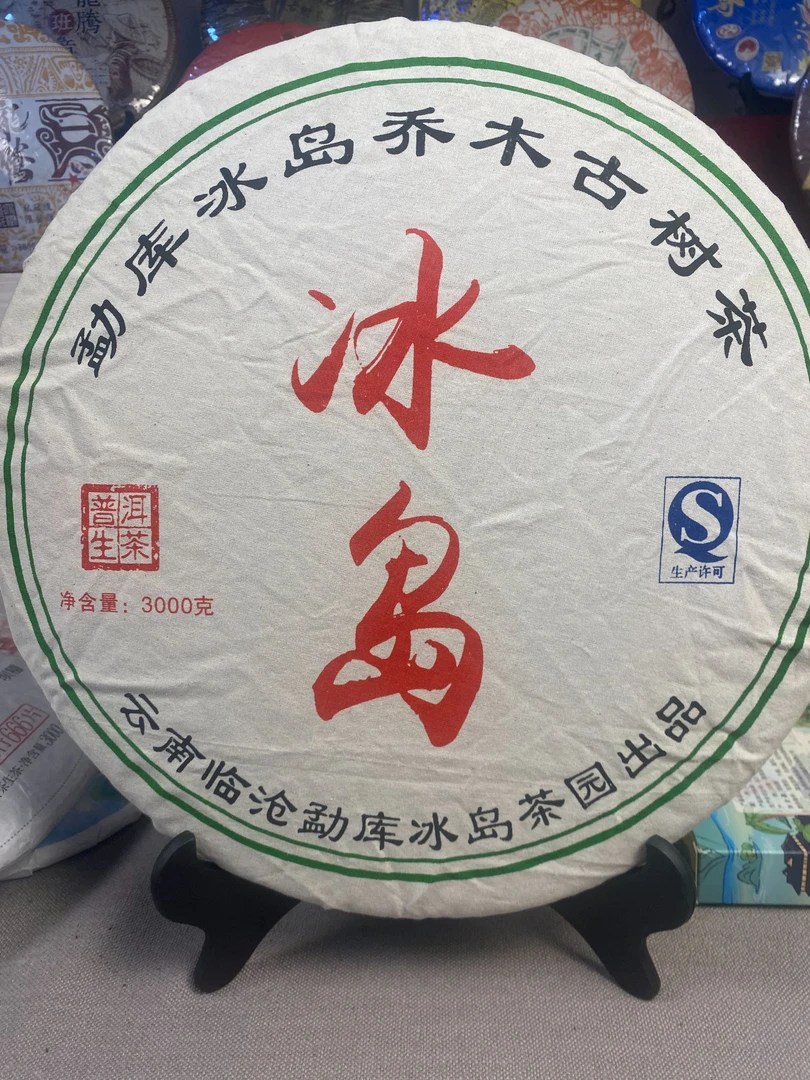 勐库冰岛乔木古树茶
冰
岛
普洱
生茶
净含量：3000克
S
生产许可
云南临沧勐库冰岛茶园出品